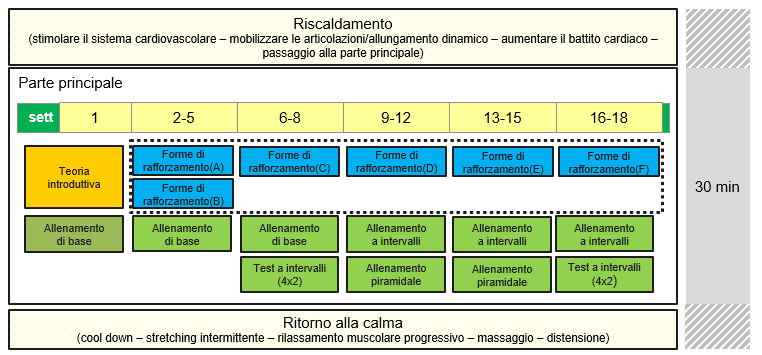 Riscaldamento
(stimolare il sistema cardiovascolare – mobilizzare le articolazioni/allungamento dinamico – aumentare il battito cardiaco –
passaggio alla parte principale)
Parte principale
sett 1 2-5 6-8 9-12 13-15 16-18
Teoria
introduttiva
Forme di
rafforzamento(A)
Forme di
rafforzamento(B)
Forme di
rafforzamento(C)
Forme di
rafforzamento(D)
Forme di
rafforzamento(E)
Forme di
rafforzamento(F)
30 min
Allenamento
di base
Allenamento
di base
Allenamento
di base
Allenamento
a intervalli
Allenamento
a intervalli
Allenamento
a intervalli
Test a intervalli
(4x2)
Allenamento
piramidale
Allenamento
piramidale
Test a intervalli
(4x2)
Ritorno alla calma
(cool down – stretching intermittente – rilassamento muscolare progressivo – massaggio – distensione)